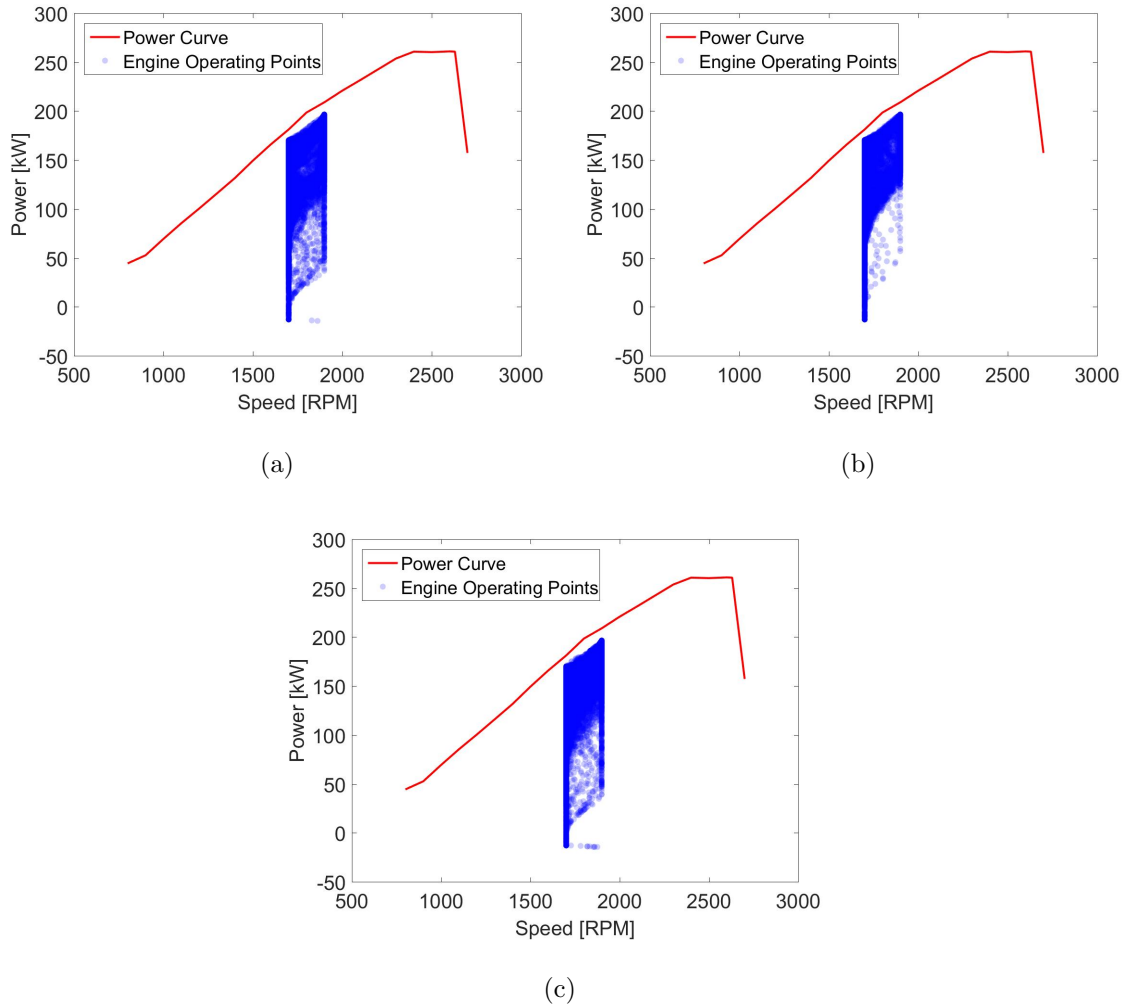 300
250
200
150
100
50
0
-50
Power [kW]
Power Curve
Engine Operating Points
500 1000 1500 2000 2500 3000
Speed [RPM]
(a)
300
250
200
150
100
50
0
-50
Power [kW]
Power Curve
Engine Operating Points
500 1000 1500 2000 2500 3000
Speed [RPM]
(b)
300
250
200
150
100
50
0
-50
Power [kW]
Power Curve
Engine Operating Points
500 1000 1500 2000 2500 3000
Speed [RPM]
(c)